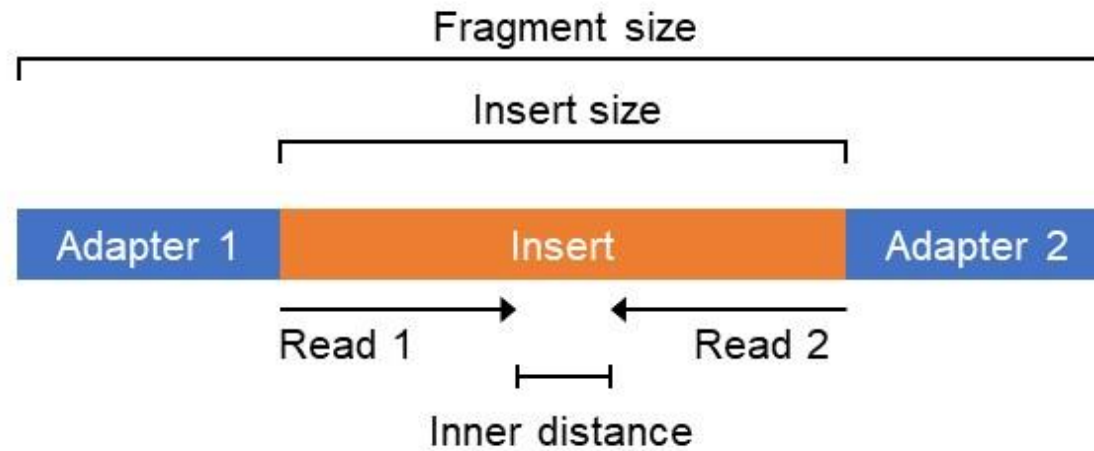 Fragment size
Insert size
Adapter 1 Insert Adapter 2
Read 1 Read 2
Inner distance